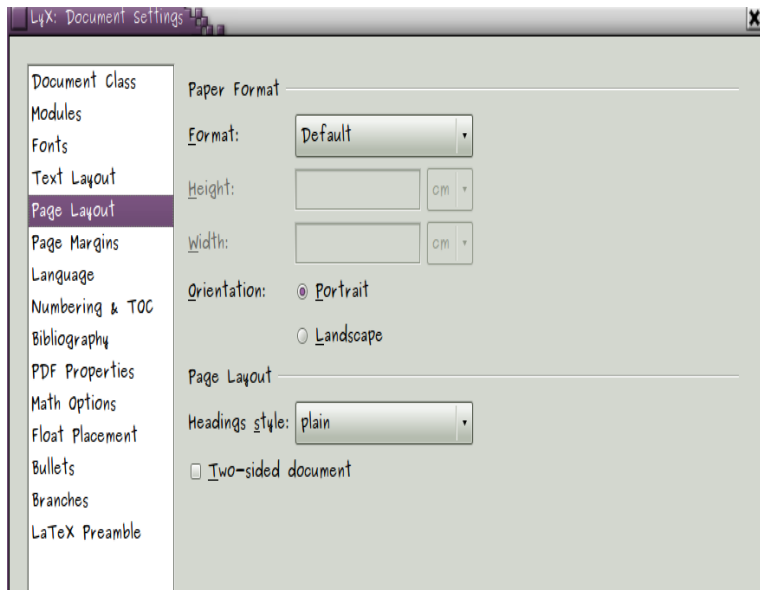 LyX: Document Settings
Document Class
Modules
Fonts
Text Layout
Page Layout
Page Margins
Language
Numbering & TOC
Bibliography
PDF Properties
Math Options
Float Placement
Bullets
Branches
LaTeX Preamble
Paper Format
Format: Default
Height: cm
Width: cm
Orientation: Portrait
Landscape
Page Layout
Headings style: plain
Two-sided document